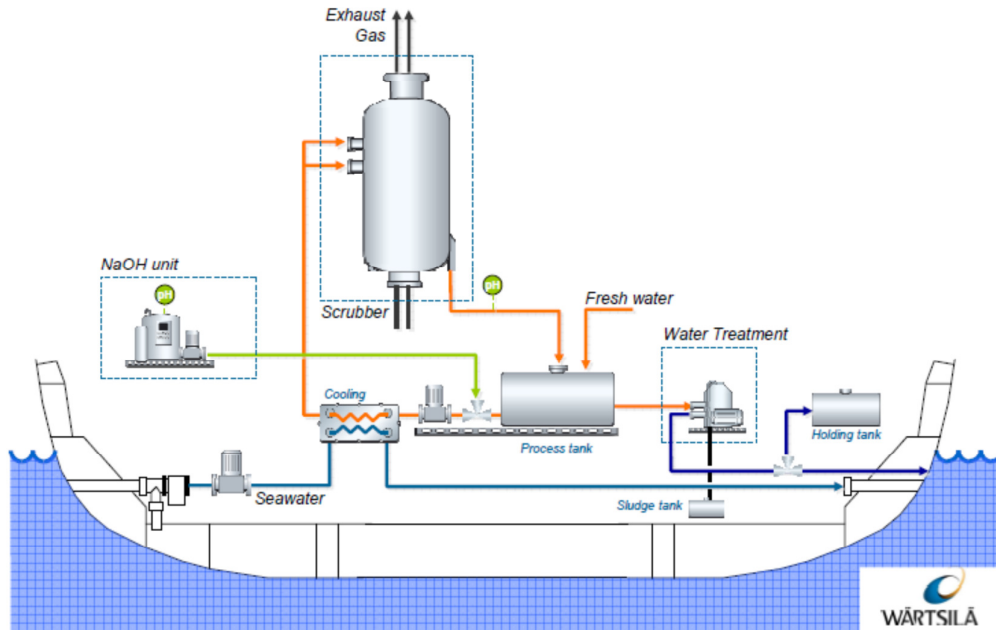 Exhaust
Gas
NaOH unit
pH
pH
Scrubber
Fresh water
Water Treatment
Cooling
Process tank
Holding tank
Seawater
Sludge tank
WÄRTSILÄ